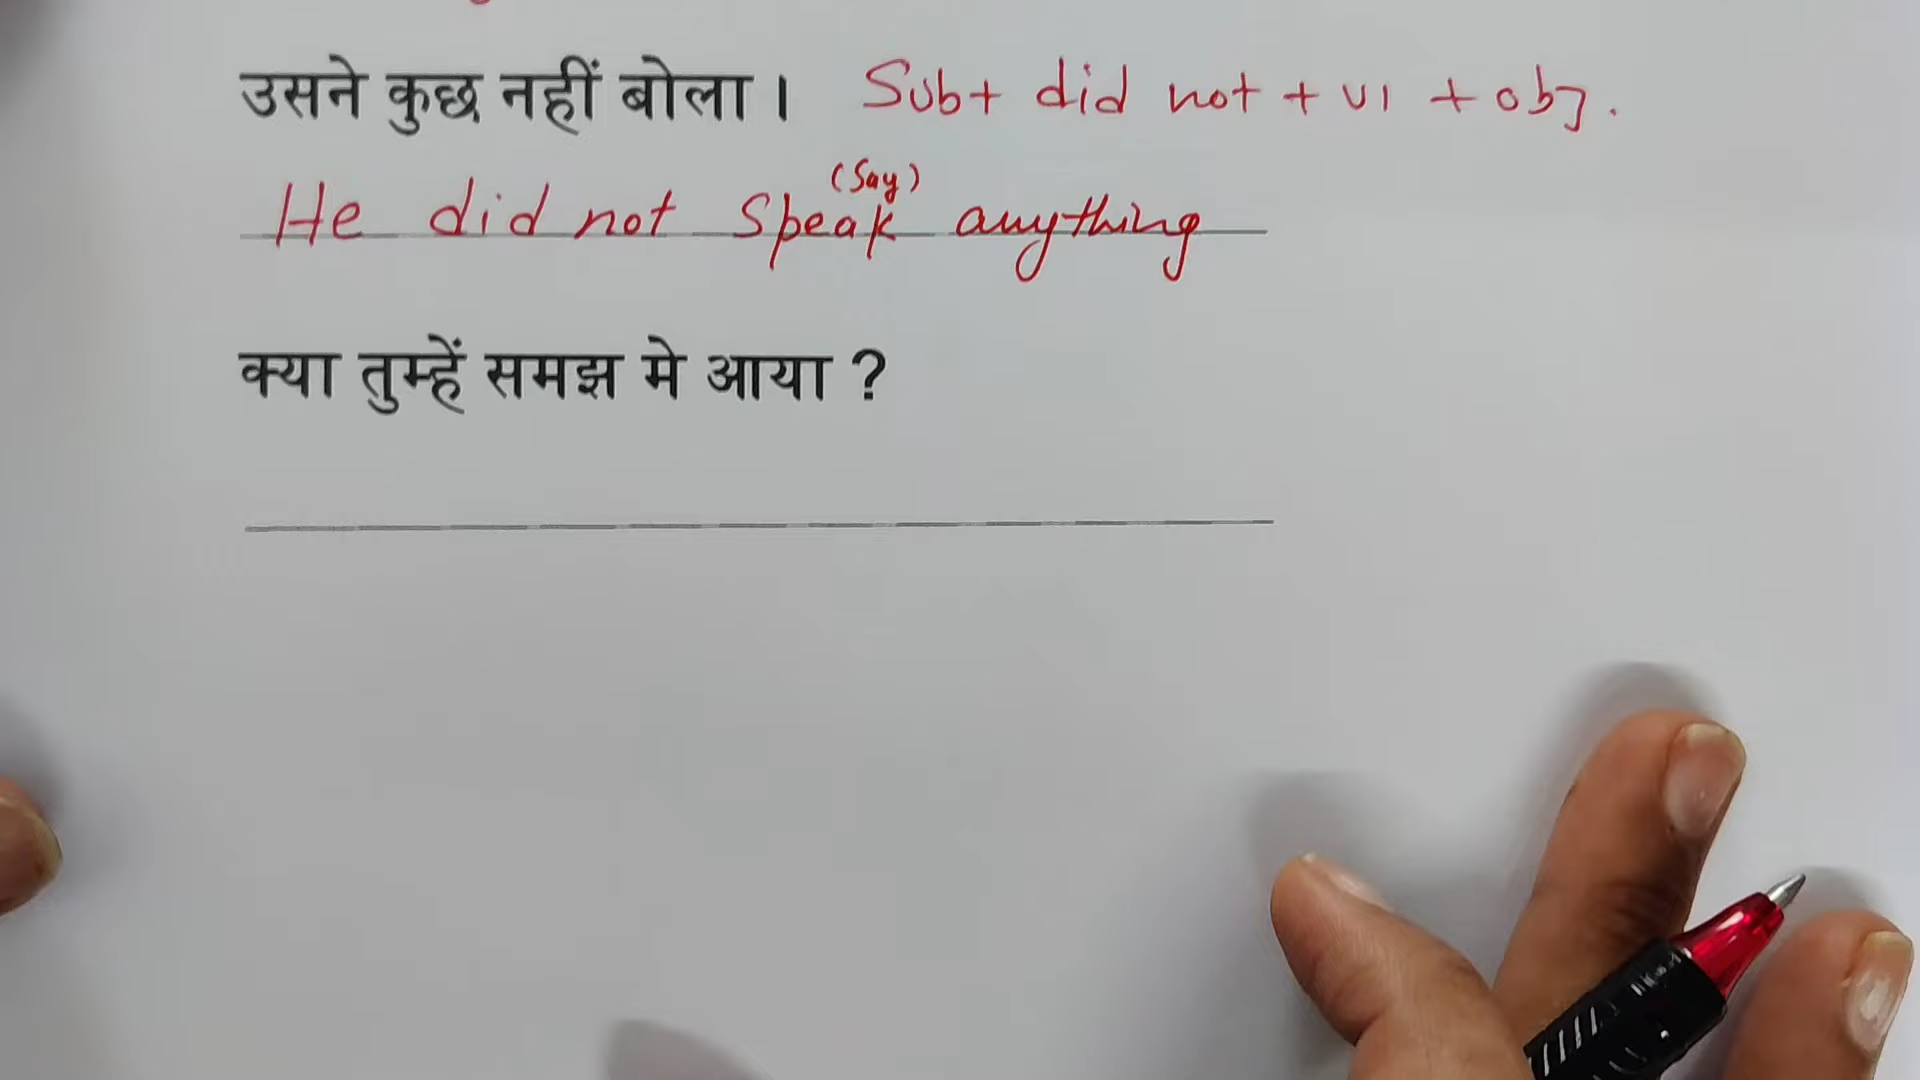 उसने कुछ नहीं बोला । Sub+ did not + v1 + obj.
(Say)
He did not speak anything
क्या तुम्हें समझ मे आया ?